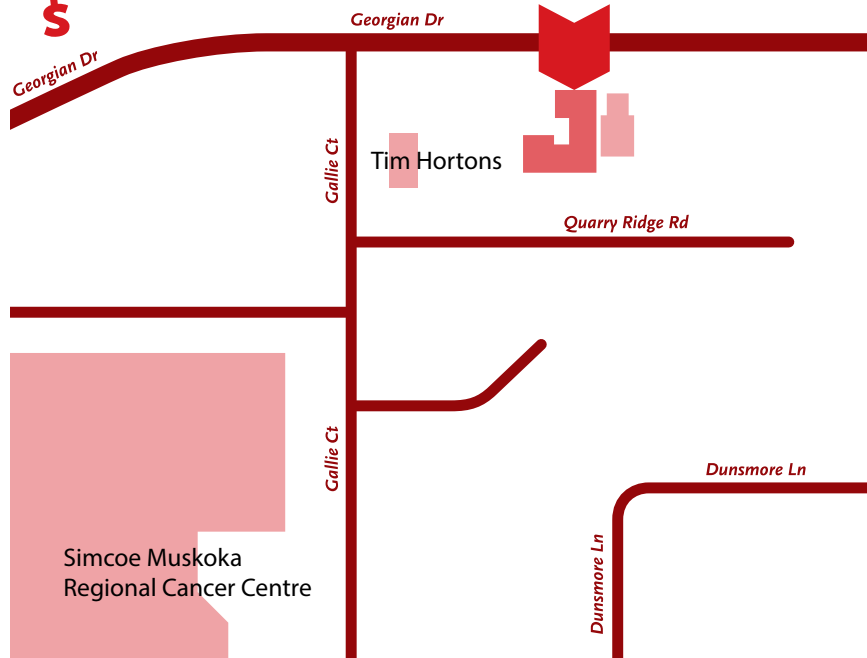 $
Georgian Dr
Georgian Dr
Gallie Ct
Tim Hortons
Quarry Ridge Rd
Gallie Ct
Dunsmore Ln
Simcoe Muskoka
Regional Cancer Centre
Dunsmore Ln